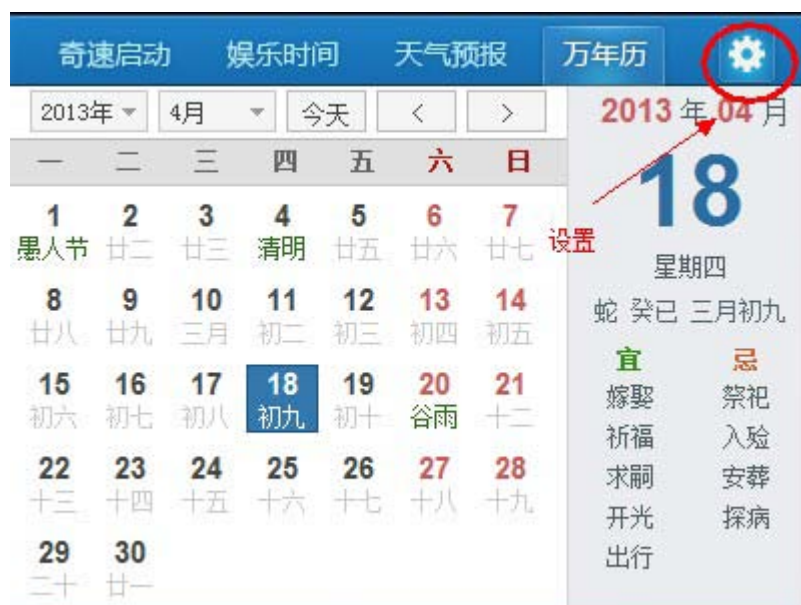 奇速启动 娱乐时间 天气预报 万年历
2013年 4月 今天 < >
2013 年 04 月
一 二 三 四 五 六 日
18
1 2 3 4 5 6 7
愚人节 廿二 廿三 清明 廿五 廿六 廿七
设置
星期四
8 9 10 11 12 13 14
廿八 廿九 三月 初二 初三 初四 初五
蛇 癸巳 三月初九
宜 忌
15 16 17 18 19 20 21
初六 初七 初八 初九 初十 谷雨 十二
嫁娶 祭祀
祈福 入殓
22 23 24 25 26 27 28
十三 十四 十五 十六 十七 十八 十九
求嗣 安葬
开光 探病
29 30
二十 廿一
出行